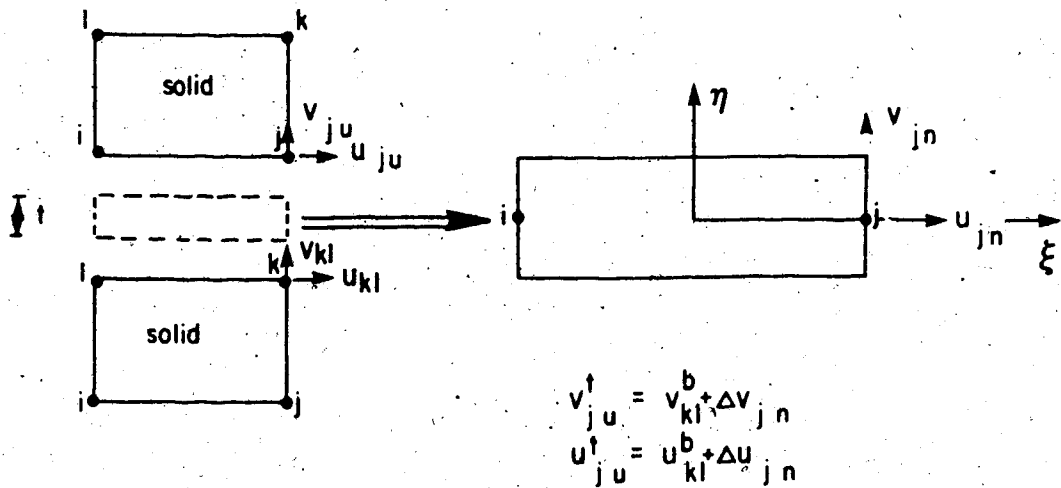 l k
solid
v ju
i j u ju
t
v kl
l k u kl
solid
i j
η
v jn
i j u jn
ξ
v^t_ju = v^b_kl + Δv_jn
u^t_ju = u^b_kl + Δu_jn